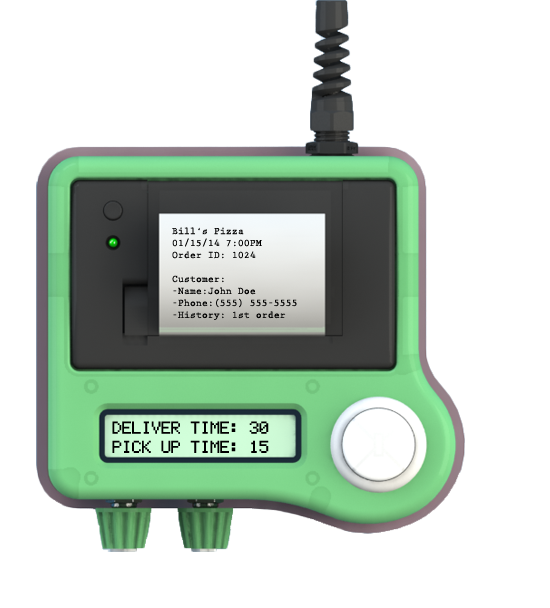 Bill's Pizza
01/15/14 7:00PM
Order ID: 1024
Customer:
-Name:John Doe
-Phone:(555) 555-5555
-History: 1st order
DELIVER TIME: 30
PICK UP TIME: 15